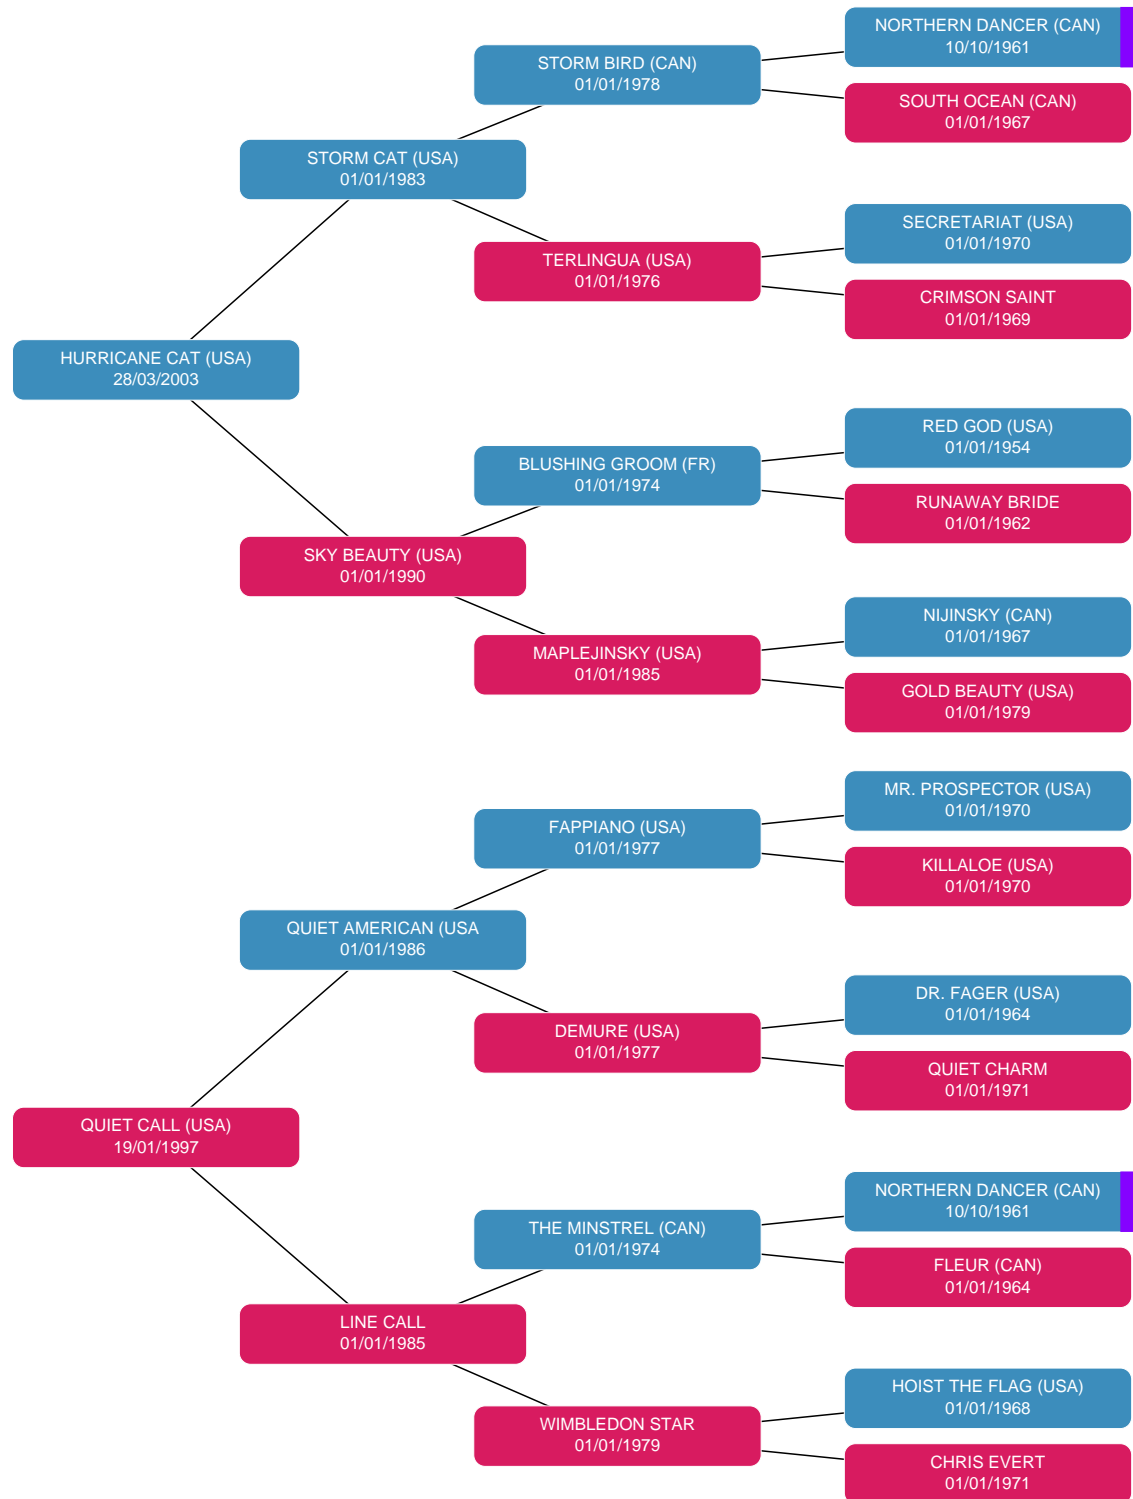 NORTHERN DANCER (CAN)
10/10/1961
STORM BIRD (CAN)
01/01/1978
SOUTH OCEAN (CAN)
01/01/1967
STORM CAT (USA)
01/01/1983
SECRETARIAT (USA)
01/01/1970
TERLINGUA (USA)
01/01/1976
CRIMSON SAINT
01/01/1969
HURRICANE CAT (USA)
28/03/2003
RED GOD (USA)
01/01/1954
BLUSHING GROOM (FR)
01/01/1974
RUNAWAY BRIDE
01/01/1962
SKY BEAUTY (USA)
01/01/1990
NIJINSKY (CAN)
01/01/1967
MAPLEJINSKY (USA)
01/01/1985
GOLD BEAUTY (USA)
01/01/1979
MR. PROSPECTOR (USA)
01/01/1970
FAPPIANO (USA)
01/01/1977
KILLALOE (USA)
01/01/1970
QUIET AMERICAN (USA
01/01/1986
DR. FAGER (USA)
01/01/1964
DEMURE (USA)
01/01/1977
QUIET CHARM
01/01/1971
QUIET CALL (USA)
19/01/1997
NORTHERN DANCER (CAN)
10/10/1961
THE MINSTREL (CAN)
01/01/1974
FLEUR (CAN)
01/01/1964
LINE CALL
01/01/1985
HOIST THE FLAG (USA)
01/01/1968
WIMBLEDON STAR
01/01/1979
CHRIS EVERT
01/01/1971